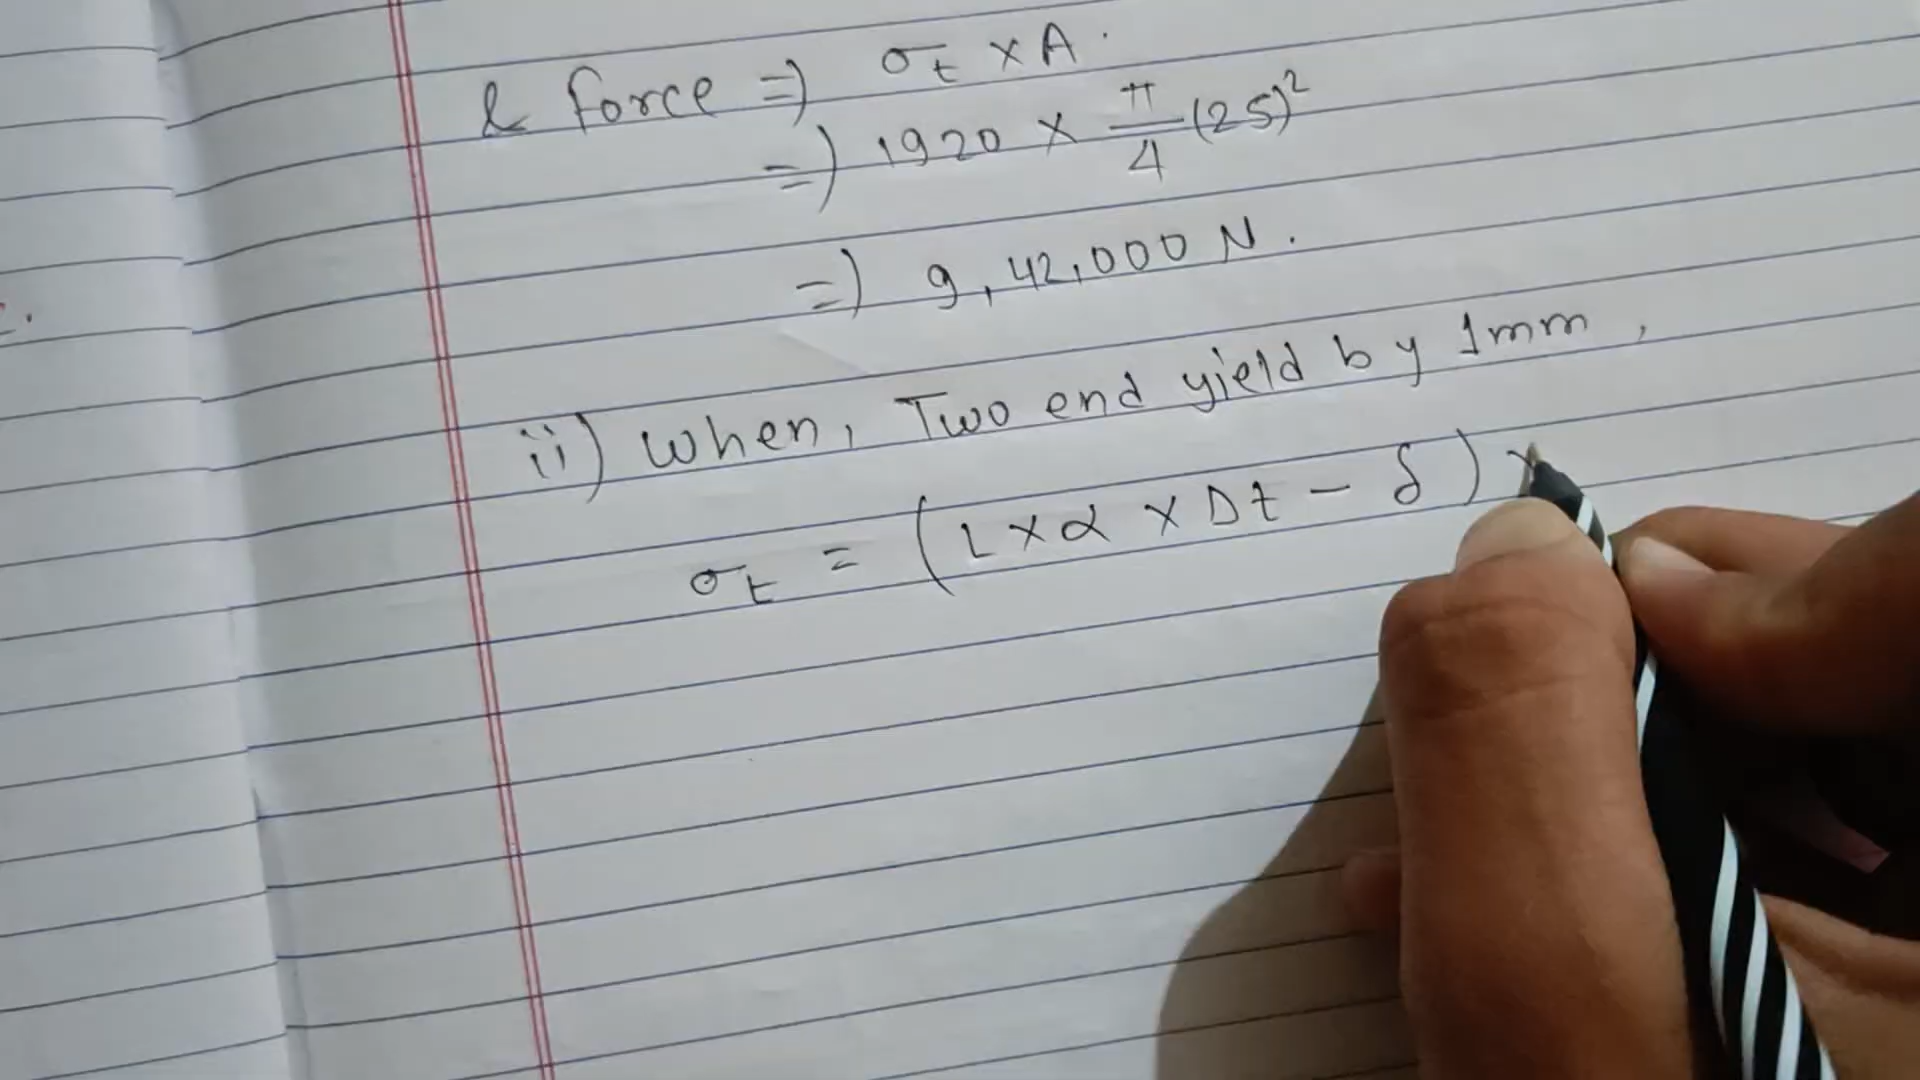 & Force ⇒ σt × A.
⇒ 1920 × π/4 (25)²
⇒ 9,42,000 N.
ii) When, Two end yield by 1mm,
σt = (L × α × Δt - δ) ×